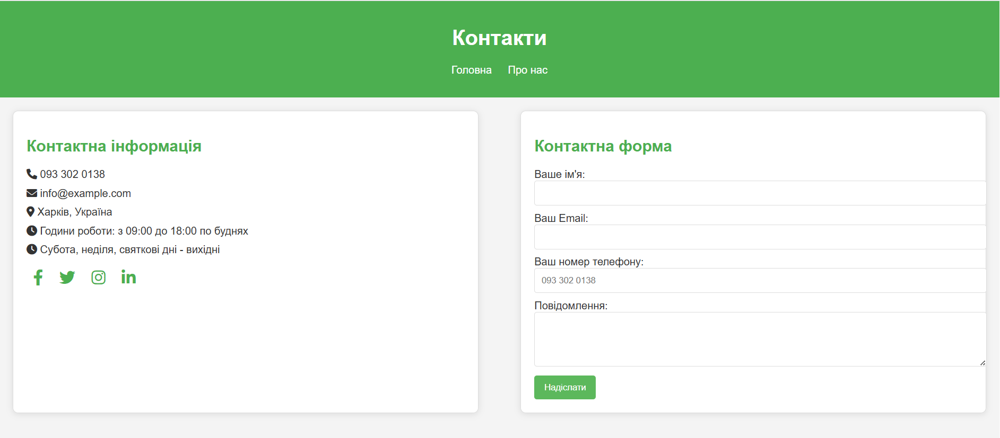 Контакти
Головна Про нас
Контактна інформація
093 302 0138
info@example.com
Харків, Україна
Години роботи: з 09:00 до 18:00 по буднях
Субота, неділя, святкові дні - вихідні
Контактна форма
Ваше ім'я:
Ваш Email:
Ваш номер телефону:
093 302 0138
Повідомлення:
Надіслати